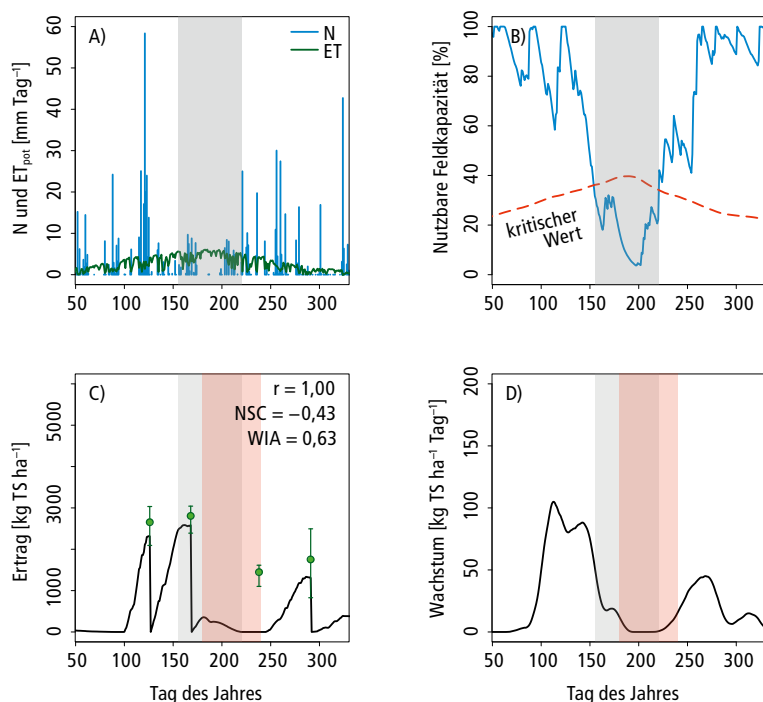 A)
N
ET
N und ET_pot [mm Tag⁻¹]
60
50
40
30
20
10
0
50 100 150 200 250 300
B)
Nutzbare Feldkapazität [%]
100
80
60
40
20
0
kritischer
Wert
50 100 150 200 250 300
C)
r = 1,00
NSC = −0,43
WIA = 0,63
Ertrag [kg TS ha⁻¹]
5000
3000
1000
0
50 100 150 200 250 300
Tag des Jahres
D)
Wachstum [kg TS ha⁻¹ Tag⁻¹]
200
150
100
50
0
50 100 150 200 250 300
Tag des Jahres